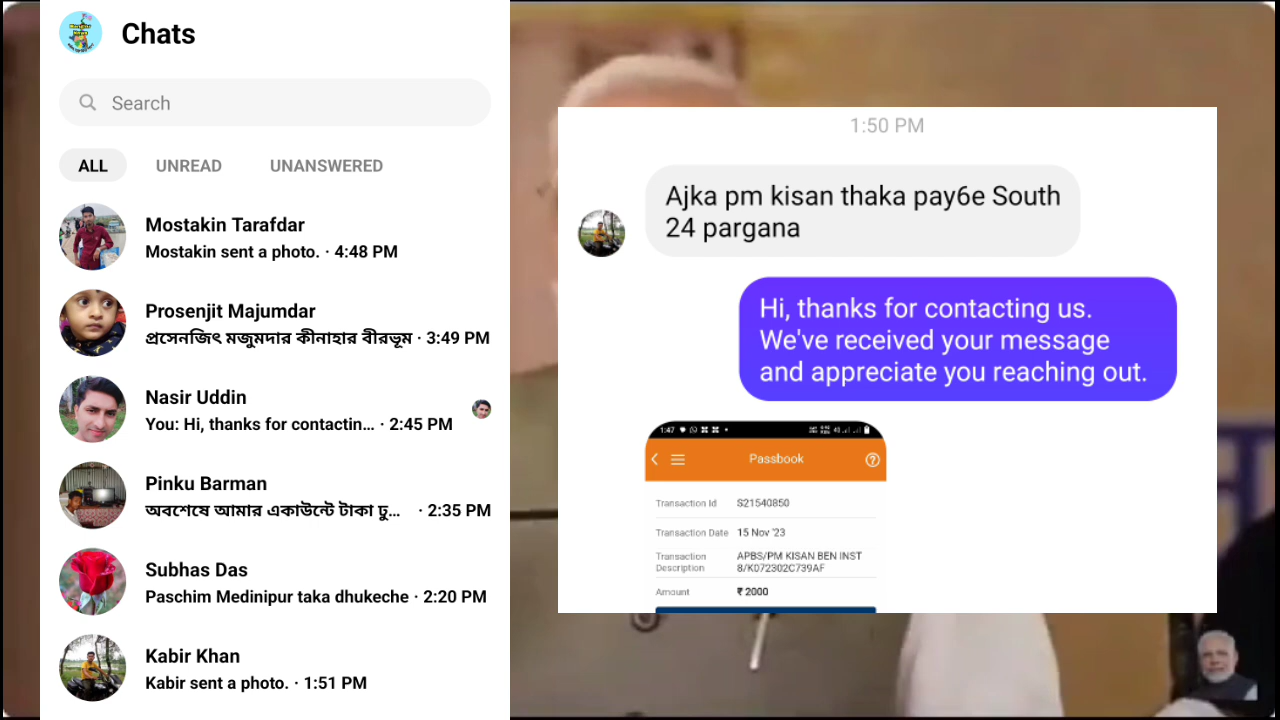 Chats
Search
ALL UNREAD UNANSWERED
Mostakin Tarafdar
Mostakin sent a photo. · 4:48 PM
Prosenjit Majumdar
প্রসেনজিৎ মজুমদার কীনাহার বীরভূম · 3:49 PM
Nasir Uddin
You: Hi, thanks for contactin... · 2:45 PM
Pinku Barman
অবশেষে আমার একাউন্টে টাকা ঢু... · 2:35 PM
Subhas Das
Paschim Medinipur taka dhukeche · 2:20 PM
Kabir Khan
Kabir sent a photo. · 1:51 PM
1:50 PM
Ajka pm kisan thaka pay6e South
24 pargana
Hi, thanks for contacting us.
We've received your message
and appreciate you reaching out.
1:47
Passbook
Transaction Id S21540850
Transaction Date 15 Nov '23
Transaction Description APBS/PM KISAN BEN INST
8/K072302C739AF
Amount ₹ 2000